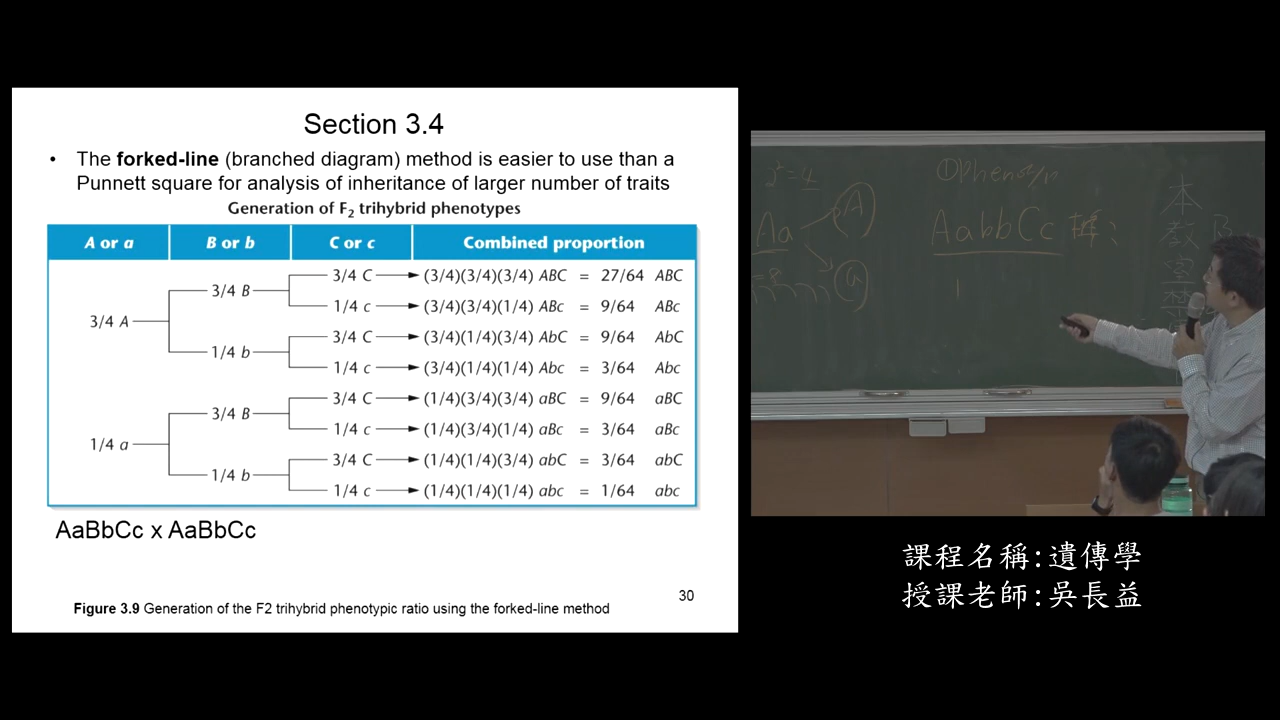 Section 3.4
• The forked-line (branched diagram) method is easier to use than a
Punnett square for analysis of inheritance of larger number of traits
Generation of F2 trihybrid phenotypes
A or a B or b C or c Combined proportion
3/4 A
1/4 a
3/4 B
1/4 b
3/4 B
1/4 b
3/4 C (3/4)(3/4)(3/4) ABC = 27/64 ABC
1/4 c (3/4)(3/4)(1/4) ABc = 9/64 ABc
3/4 C (3/4)(1/4)(3/4) AbC = 9/64 AbC
1/4 c (3/4)(1/4)(1/4) Abc = 3/64 Abc
3/4 C (1/4)(3/4)(3/4) aBC = 9/64 aBC
1/4 c (1/4)(3/4)(1/4) aBc = 3/64 aBc
3/4 C (1/4)(1/4)(3/4) abC = 3/64 abC
1/4 c (1/4)(1/4)(1/4) abc = 1/64 abc
AaBbCc x AaBbCc
Figure 3.9 Generation of the F2 trihybrid phenotypic ratio using the forked-line method
30
Aa
A
a
AabbCc
本
教
室
課程名稱:遺傳學
授課老師:吳長益